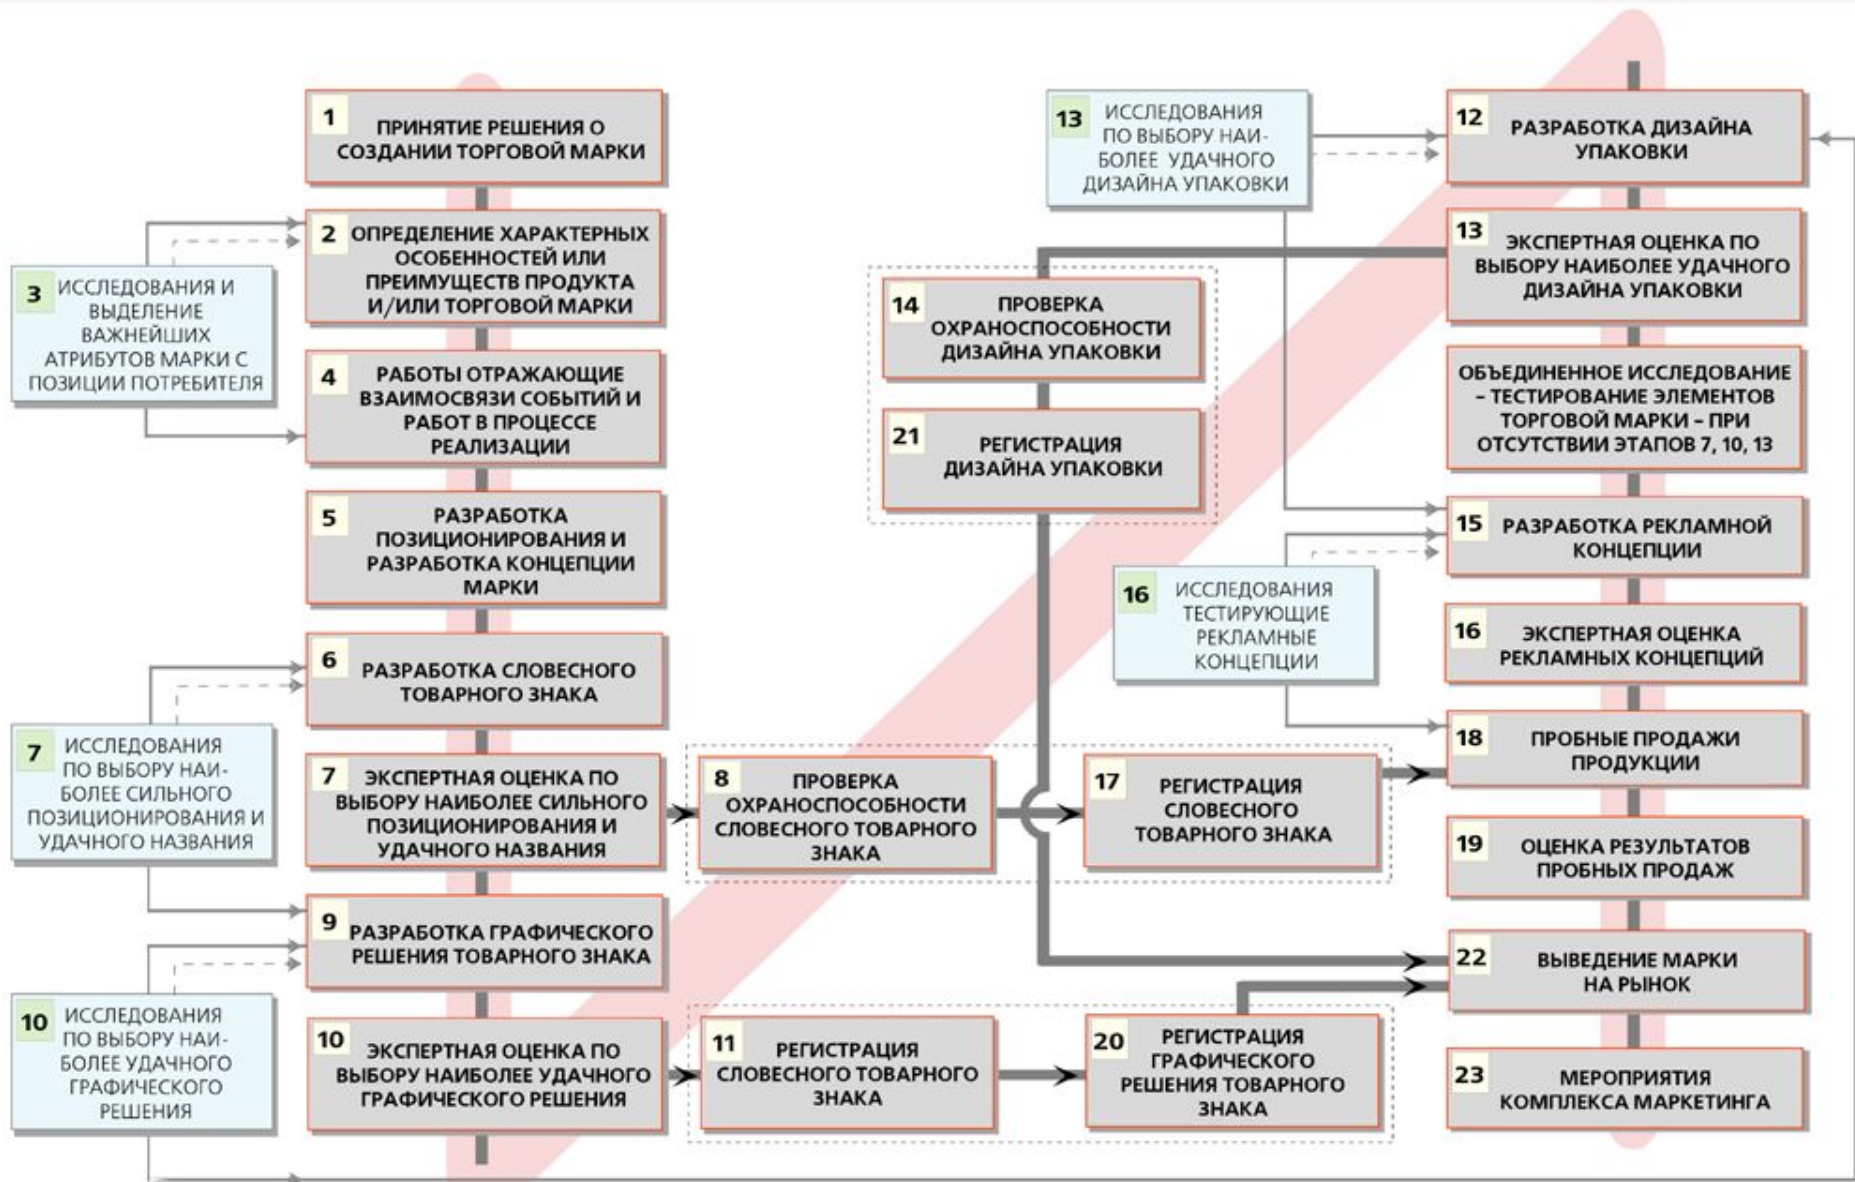 1
ПРИНЯТИЕ РЕШЕНИЯ О
СОЗДАНИИ ТОРГОВОЙ МАРКИ
2
ОПРЕДЕЛЕНИЕ ХАРАКТЕРНЫХ
ОСОБЕННОСТЕЙ ИЛИ
ПРЕИМУЩЕСТВ ПРОДУКТА
И/ИЛИ ТОРГОВОЙ МАРКИ
3
ИССЛЕДОВАНИЯ И
ВЫДЕЛЕНИЕ
ВАЖНЕЙШИХ
АТРИБУТОВ МАРКИ С
ПОЗИЦИИ ПОТРЕБИТЕЛЯ
4
РАБОТЫ ОТРАЖАЮЩИЕ
ВЗАИМОСВЯЗИ СОБЫТИЙ И
РАБОТ В ПРОЦЕССЕ
РЕАЛИЗАЦИИ
5
РАЗРАБОТКА
ПОЗИЦИОНИРОВАНИЯ И
РАЗРАБОТКА КОНЦЕПЦИИ
МАРКИ
6
РАЗРАБОТКА СЛОВЕСНОГО
ТОВАРНОГО ЗНАКА
7
ИССЛЕДОВАНИЯ
ПО ВЫБОРУ НАИ-
БОЛЕЕ СИЛЬНОГО
ПОЗИЦИОНИРОВАНИЯ И
УДАЧНОГО НАЗВАНИЯ
7
ЭКСПЕРТНАЯ ОЦЕНКА ПО
ВЫБОРУ НАИБОЛЕЕ СИЛЬНОГО
ПОЗИЦИОНИРОВАНИЯ И
УДАЧНОГО НАЗВАНИЯ
8
ПРОВЕРКА
ОХРАНОСПОСОБНОСТИ
СЛОВЕСНОГО ТОВАРНОГО
ЗНАКА
17
РЕГИСТРАЦИЯ
СЛОВЕСНОГО
ТОВАРНОГО ЗНАКА
9
РАЗРАБОТКА ГРАФИЧЕСКОГО
РЕШЕНИЯ ТОВАРНОГО ЗНАКА
10
ИССЛЕДОВАНИЯ
ПО ВЫБОРУ НАИ-
БОЛЕЕ УДАЧНОГО
ГРАФИЧЕСКОГО
РЕШЕНИЯ
10
ЭКСПЕРТНАЯ ОЦЕНКА ПО
ВЫБОРУ НАИБОЛЕЕ УДАЧНОГО
ГРАФИЧЕСКОГО РЕШЕНИЯ
11
РЕГИСТРАЦИЯ
СЛОВЕСНОГО ТОВАРНОГО
ЗНАКА
20
РЕГИСТРАЦИЯ
ГРАФИЧЕСКОГО
РЕШЕНИЯ ТОВАРНОГО
ЗНАКА
13
ИССЛЕДОВАНИЯ
ПО ВЫБОРУ НАИ-
БОЛЕЕ УДАЧНОГО
ДИЗАЙНА УПАКОВКИ
12
РАЗРАБОТКА ДИЗАЙНА
УПАКОВКИ
13
ЭКСПЕРТНАЯ ОЦЕНКА ПО
ВЫБОРУ НАИБОЛЕЕ УДАЧНОГО
ДИЗАЙНА УПАКОВКИ
14
ПРОВЕРКА
ОХРАНОСПОСОБНОСТИ
ДИЗАЙНА УПАКОВКИ
21
РЕГИСТРАЦИЯ
ДИЗАЙНА УПАКОВКИ
ОБЪЕДИНЕННОЕ ИССЛЕДОВАНИЕ
– ТЕСТИРОВАНИЕ ЭЛЕМЕНТОВ
ТОРГОВОЙ МАРКИ – ПРИ
ОТСУТСТВИИ ЭТАПОВ 7, 10, 13
15
РАЗРАБОТКА РЕКЛАМНОЙ
КОНЦЕПЦИИ
16
ИССЛЕДОВАНИЯ
ТЕСТИРУЮЩИЕ
РЕКЛАМНЫЕ
КОНЦЕПЦИИ
16
ЭКСПЕРТНАЯ ОЦЕНКА
РЕКЛАМНЫХ КОНЦЕПЦИЙ
18
ПРОБНЫЕ ПРОДАЖИ
ПРОДУКЦИИ
19
ОЦЕНКА РЕЗУЛЬТАТОВ
ПРОБНЫХ ПРОДАЖ
22
ВЫВЕДЕНИЕ МАРКИ
НА РЫНОК
23
МЕРОПРИЯТИЯ
КОМПЛЕКСА МАРКЕТИНГА